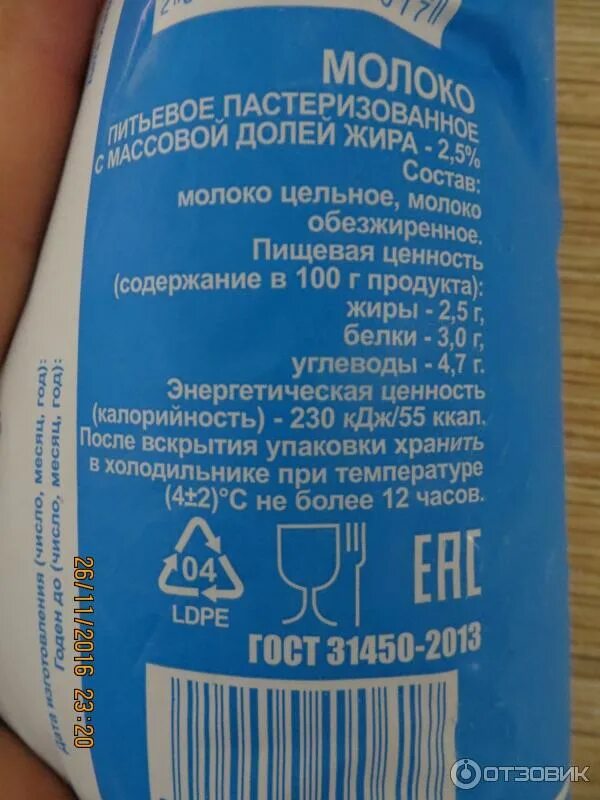 МОЛОКО
ПИТЬЕВОЕ ПАСТЕРИЗОВАННОЕ
С МАССОВОЙ ДОЛЕЙ ЖИРА - 2,5%
Состав:
молоко цельное, молоко
обезжиренное.
Пищевая ценность
(содержание в 100 г продукта):
жиры - 2,5 г,
белки - 3,0 г,
углеводы - 4,7 г.
Энергетическая ценность
(калорийность) - 230 кДж/55 ккал.
После вскрытия упаковки хранить
в холодильнике при температуре
(4±2)°С не более 12 часов.
04
LDPE
EAC
ГОСТ 31450-2013
Дата изготовления (число, месяц, год):
Годен до (число, месяц, год):
26/11/2016 23:20
ОТЗОВИК